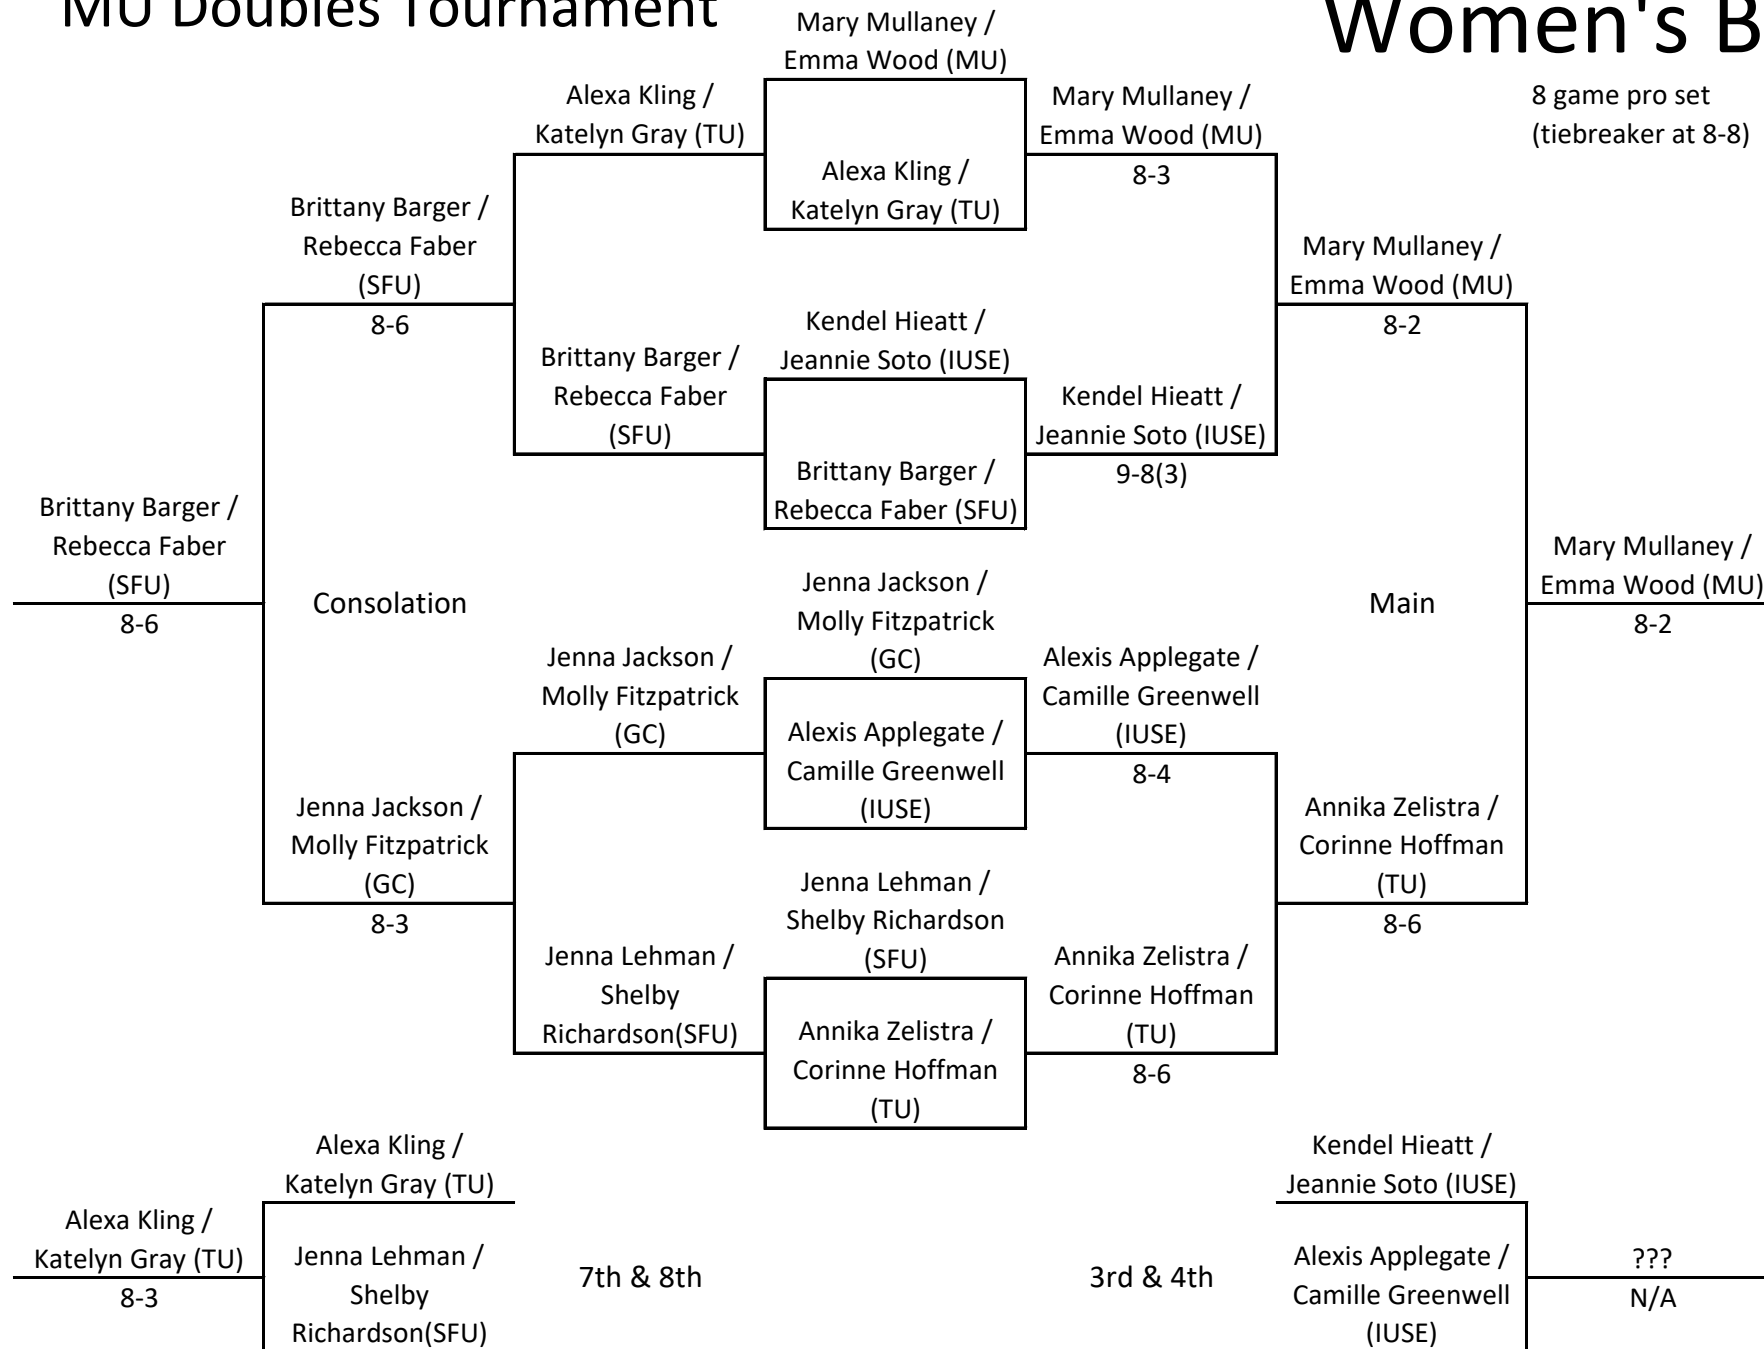 MU Doubles Tournament
Women's B
8 game pro set
(tiebreaker at 8-8)
Mary Mullaney /
Emma Wood (MU)
Alexa Kling /
Katelyn Gray (TU)
Mary Mullaney /
Emma Wood (MU)
8-3
Alexa Kling /
Katelyn Gray (TU)
Brittany Barger /
Rebecca Faber
(SFU)
8-6
Mary Mullaney /
Emma Wood (MU)
8-2
Kendel Hieatt /
Jeannie Soto (IUSE)
Brittany Barger /
Rebecca Faber
(SFU)
Kendel Hieatt /
Jeannie Soto (IUSE)
9-8(3)
Brittany Barger /
Rebecca Faber (SFU)
Brittany Barger /
Rebecca Faber
(SFU)
8-6
Consolation
Main
Mary Mullaney /
Emma Wood (MU)
8-2
Jenna Jackson /
Molly Fitzpatrick
(GC)
Jenna Jackson /
Molly Fitzpatrick
(GC)
Alexis Applegate /
Camille Greenwell
(IUSE)
8-4
Alexis Applegate /
Camille Greenwell
(IUSE)
Jenna Jackson /
Molly Fitzpatrick
(GC)
8-3
Annika Zelistra /
Corinne Hoffman
(TU)
8-6
Jenna Lehman /
Shelby Richardson
(SFU)
Jenna Lehman /
Shelby
Richardson(SFU)
Annika Zelistra /
Corinne Hoffman
(TU)
8-6
Annika Zelistra /
Corinne Hoffman
(TU)
Alexa Kling /
Katelyn Gray (TU)
Alexa Kling /
Katelyn Gray (TU)
8-3
Jenna Lehman /
Shelby
Richardson(SFU)
7th & 8th
3rd & 4th
Kendel Hieatt /
Jeannie Soto (IUSE)
Alexis Applegate /
Camille Greenwell
(IUSE)
???
N/A